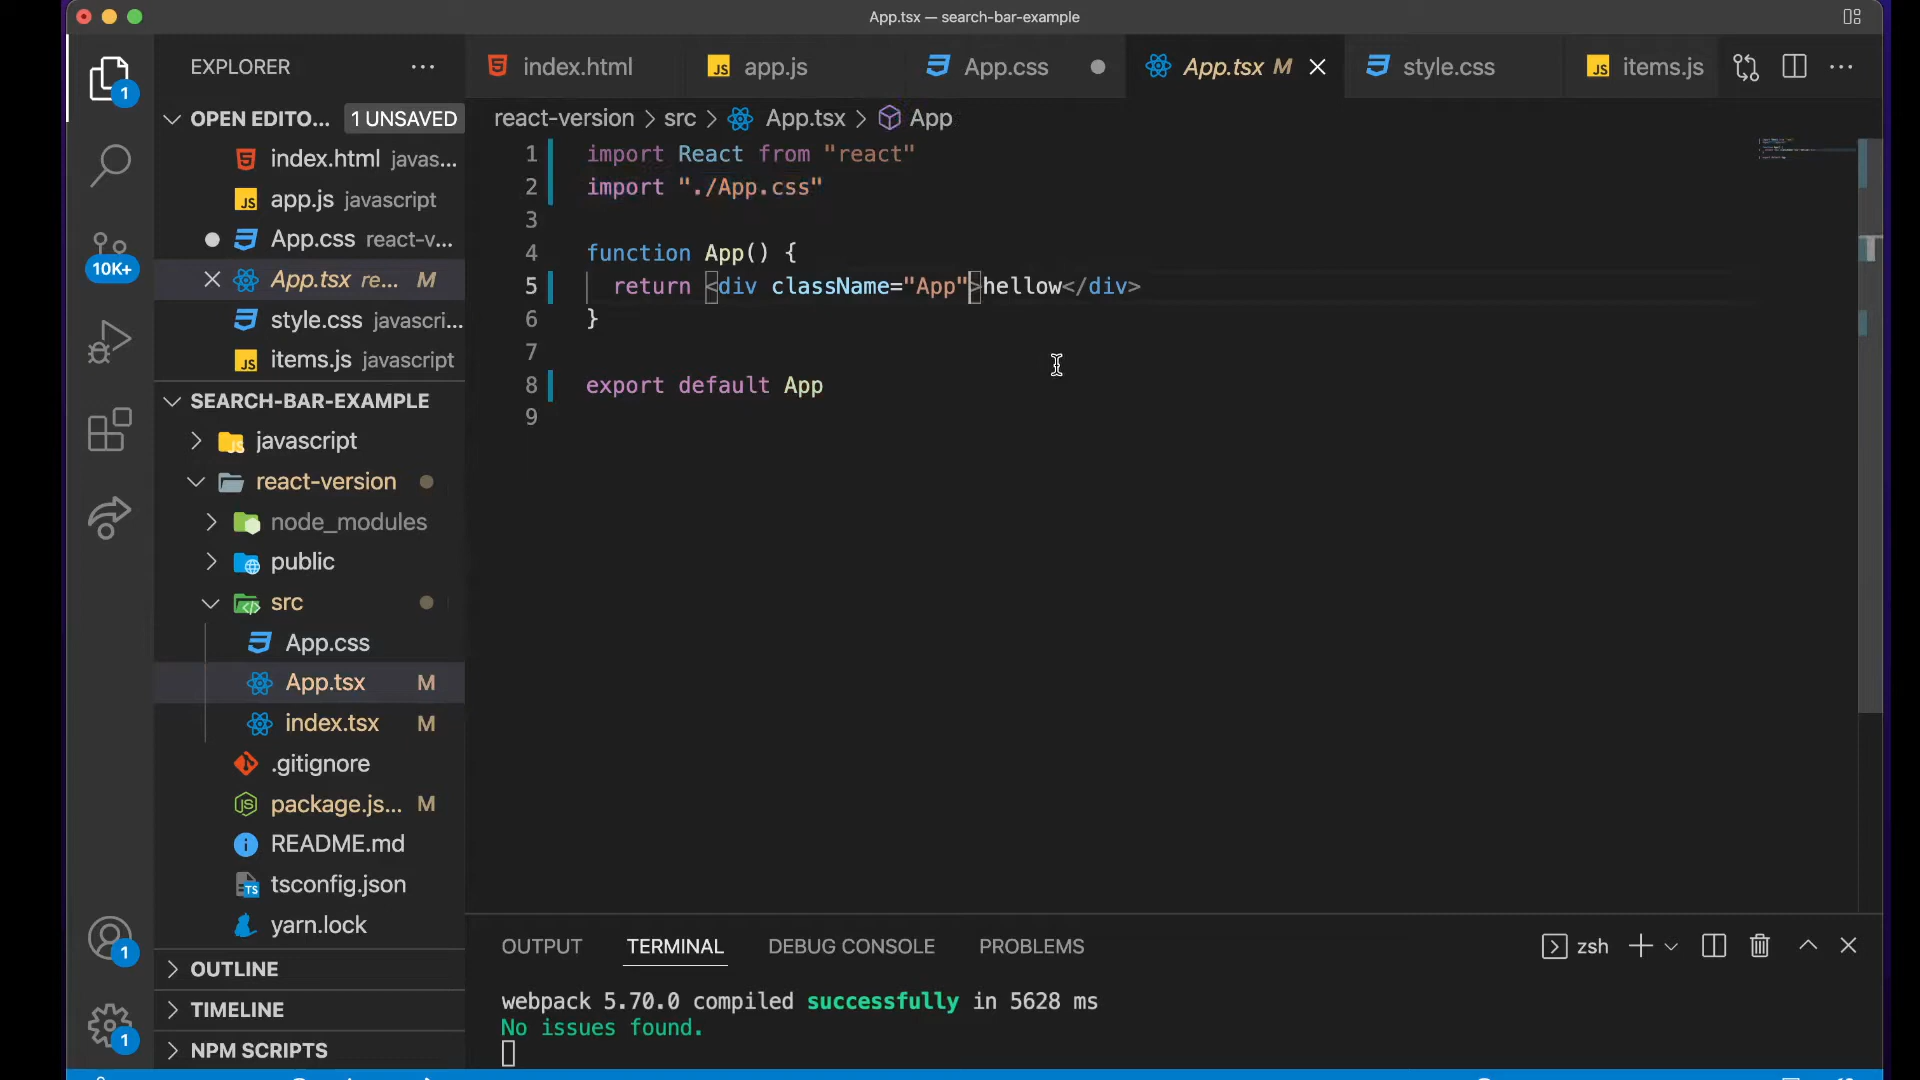 App.tsx — search-bar-example
EXPLORER
index.html
app.js
App.css
App.tsx M
style.css
items.js
1
OPEN EDITO... 1 UNSAVED
react-version > src > App.tsx > App
index.html javas...
app.js javascript
App.css react-v...
App.tsx re... M
style.css javascri...
items.js javascript
10K+
SEARCH-BAR-EXAMPLE
javascript
react-version
node_modules
public
src
App.css
App.tsx M
index.tsx M
.gitignore
package.js... M
README.md
tsconfig.json
yarn.lock
OUTLINE
TIMELINE
NPM SCRIPTS
1
1
1 import React from "react"
2 import "./App.css"
3
4 function App() {
5 return <div className="App">hellow</div>
6 }
7
8 export default App
9
OUTPUT TERMINAL DEBUG CONSOLE PROBLEMS
zsh
webpack 5.70.0 compiled successfully in 5628 ms
No issues found.